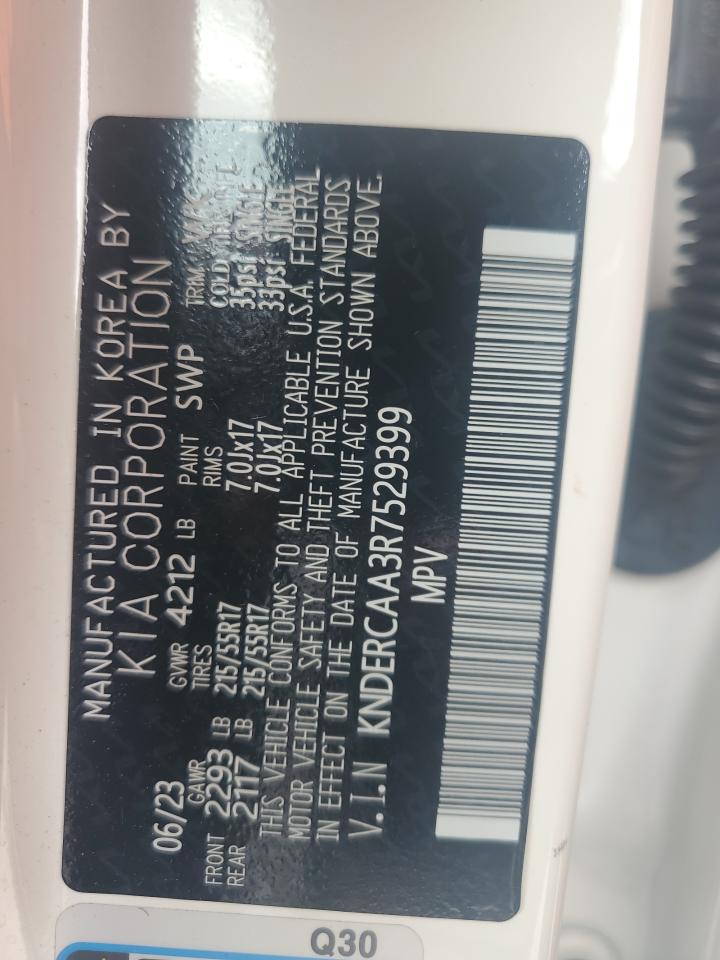 MANUFACTURED IN KOREA BY
KIA CORPORATION
06/23 GVWR 4212 LB PAINT SWP TRIM
GAWR TIRES RIMS COLD
FRONT 2293 LB 215/55R17 7.0Jx17 35psi SINGLE
REAR 2117 LB 215/55R17 7.0Jx17 33psi SINGLE
THIS VEHICLE CONFORMS TO ALL APPLICABLE U.S.A. FEDERAL
MOTOR VEHICLE SAFETY AND THEFT PREVENTION STANDARDS
IN EFFECT ON THE DATE OF MANUFACTURE SHOWN ABOVE.
V.I.N KNDERCAA3R7529399
MPV
Q30